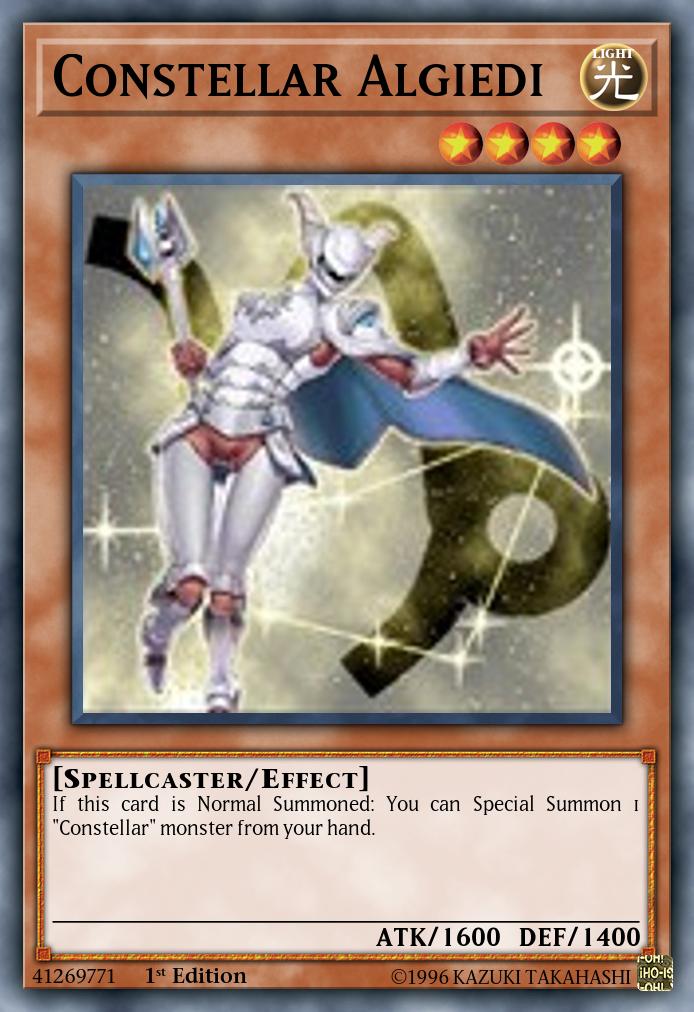 Constellar Algiedi
LIGHT
光
[Spellcaster/Effect]
If this card is Normal Summoned: You can Special Summon 1
"Constellar" monster from your hand.
ATK/1600 DEF/1400
41269771 1st Edition ©1996 KAZUKI TAKAHASHI